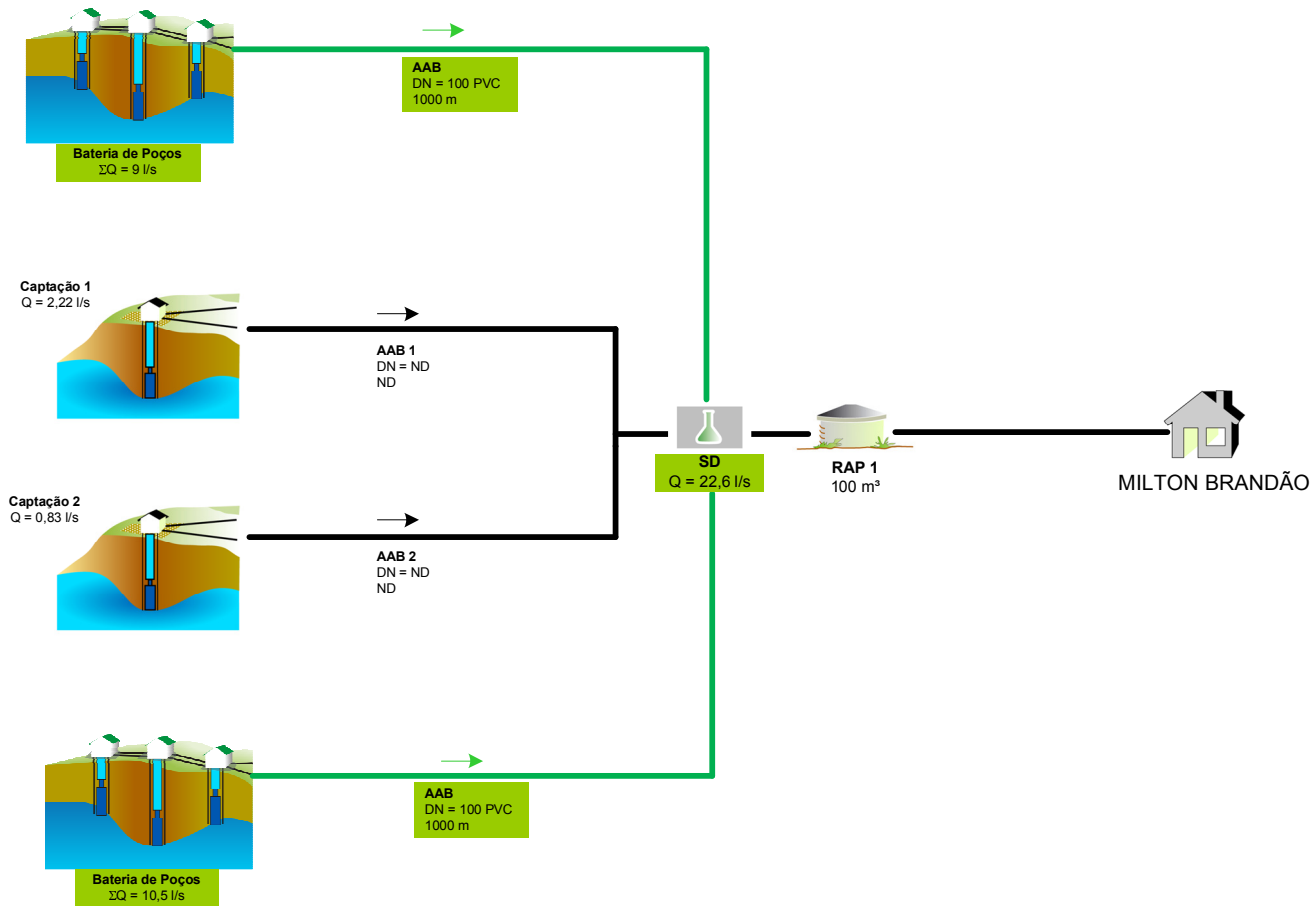 AAB
DN = 100 PVC
1000 m
Bateria de Poços
ΣQ = 9 l/s
Captação 1
Q = 2,22 l/s
AAB 1
DN = ND
ND
SD
Q = 22,6 l/s
RAP 1
100 m³
MILTON BRANDÃO
Captação 2
Q = 0,83 l/s
AAB 2
DN = ND
ND
AAB
DN = 100 PVC
1000 m
Bateria de Poços
ΣQ = 10,5 l/s